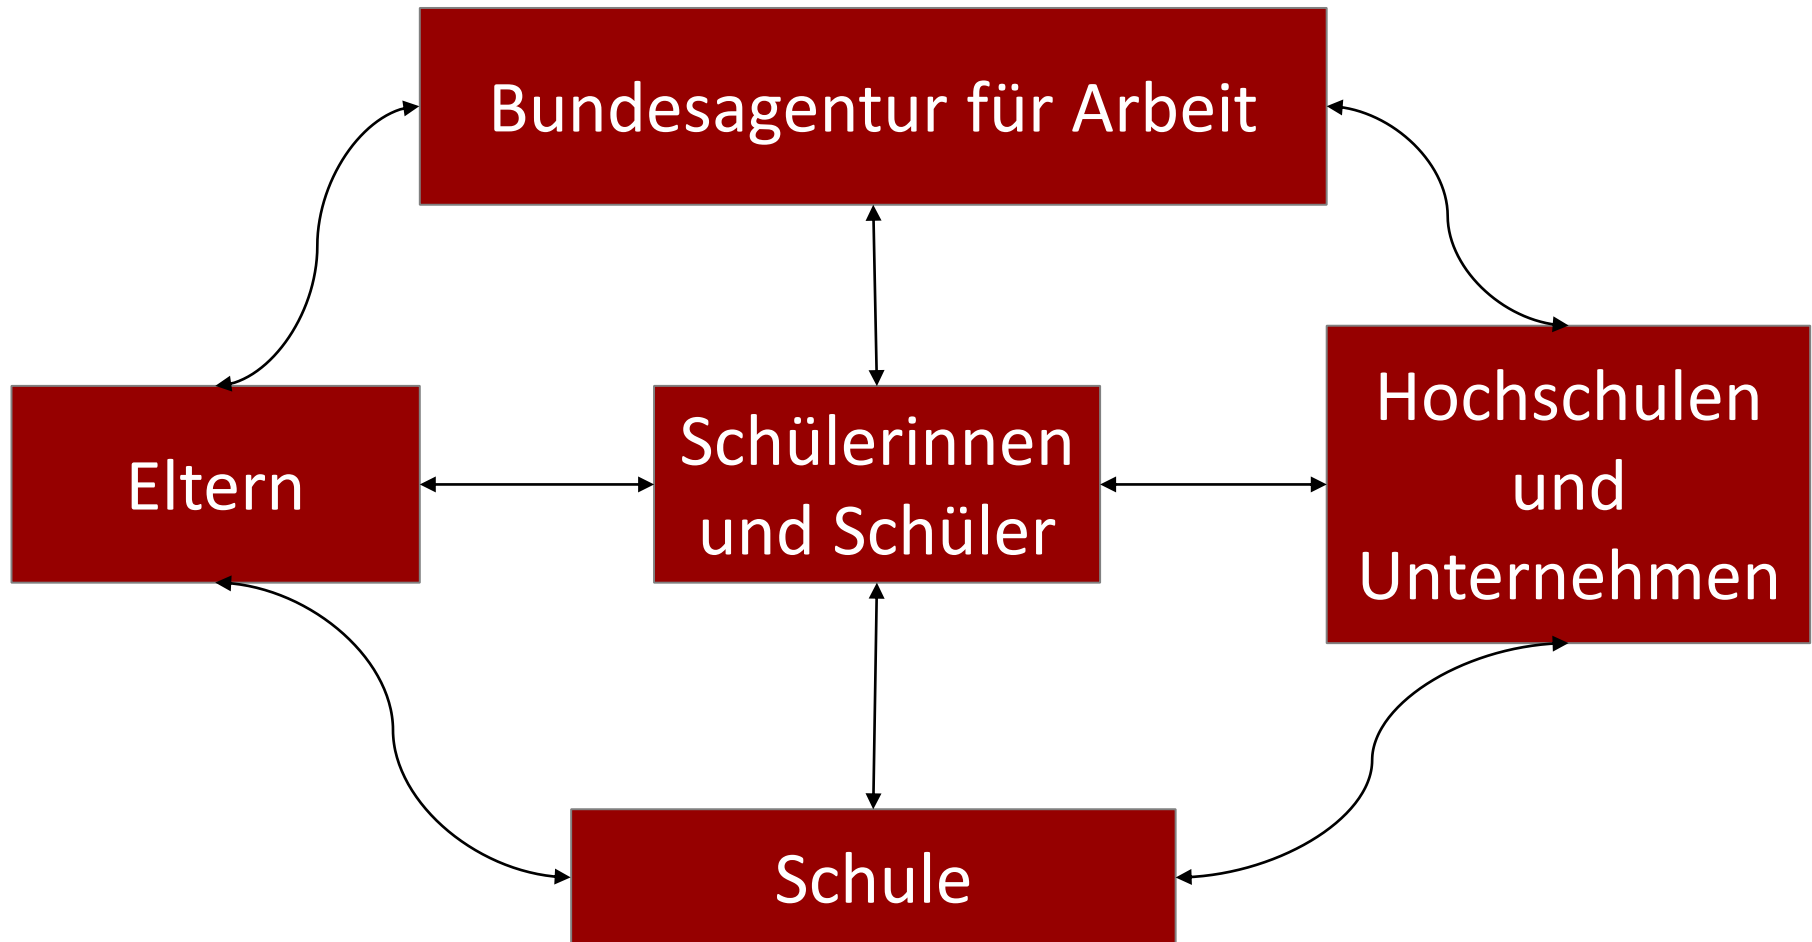 Bundesagentur für Arbeit
Eltern
Schülerinnen
und Schüler
Hochschulen
und
Unternehmen
Schule